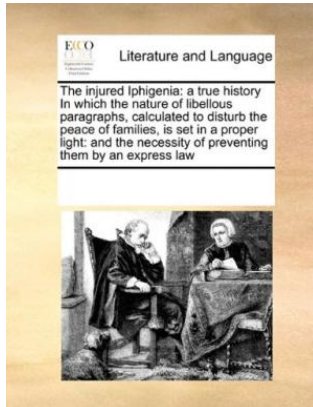 ECCO
Literature and Language
The injured Iphigenia: a true history
In which the nature of libellous
paragraphs, calculated to disturb the
peace of families, is set in a proper
light: and the necessity of preventing
them by an express law